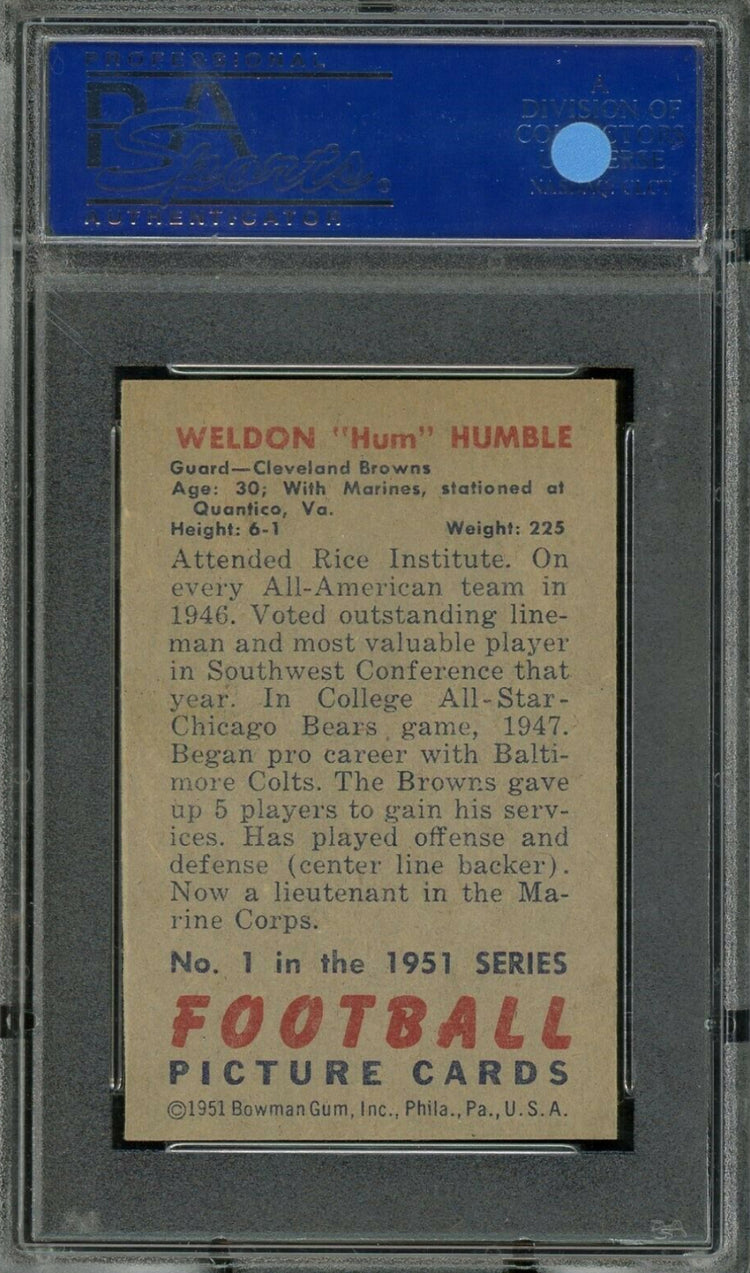 PROFESSIONAL
PSA
Sports®
AUTHENTICATOR
A
DIVISION OF
COLLECTORS
UNIVERSE
NASDAQ: CLCT
WELDON "Hum" HUMBLE
Guard—Cleveland Browns
Age: 30; With Marines, stationed at
Quantico, Va.
Height: 6-1 Weight: 225
Attended Rice Institute. On
every All-American team in
1946. Voted outstanding line-
man and most valuable player
in Southwest Conference that
year. In College All-Star-
Chicago Bears game, 1947.
Began pro career with Balti-
more Colts. The Browns gave
up 5 players to gain his serv-
ices. Has played offense and
defense (center line backer).
Now a lieutenant in the Ma-
rine Corps.
No. 1 in the 1951 SERIES
FOOTBALL
PICTURE CARDS
©1951 Bowman Gum, Inc., Phila., Pa., U.S.A.
PSA